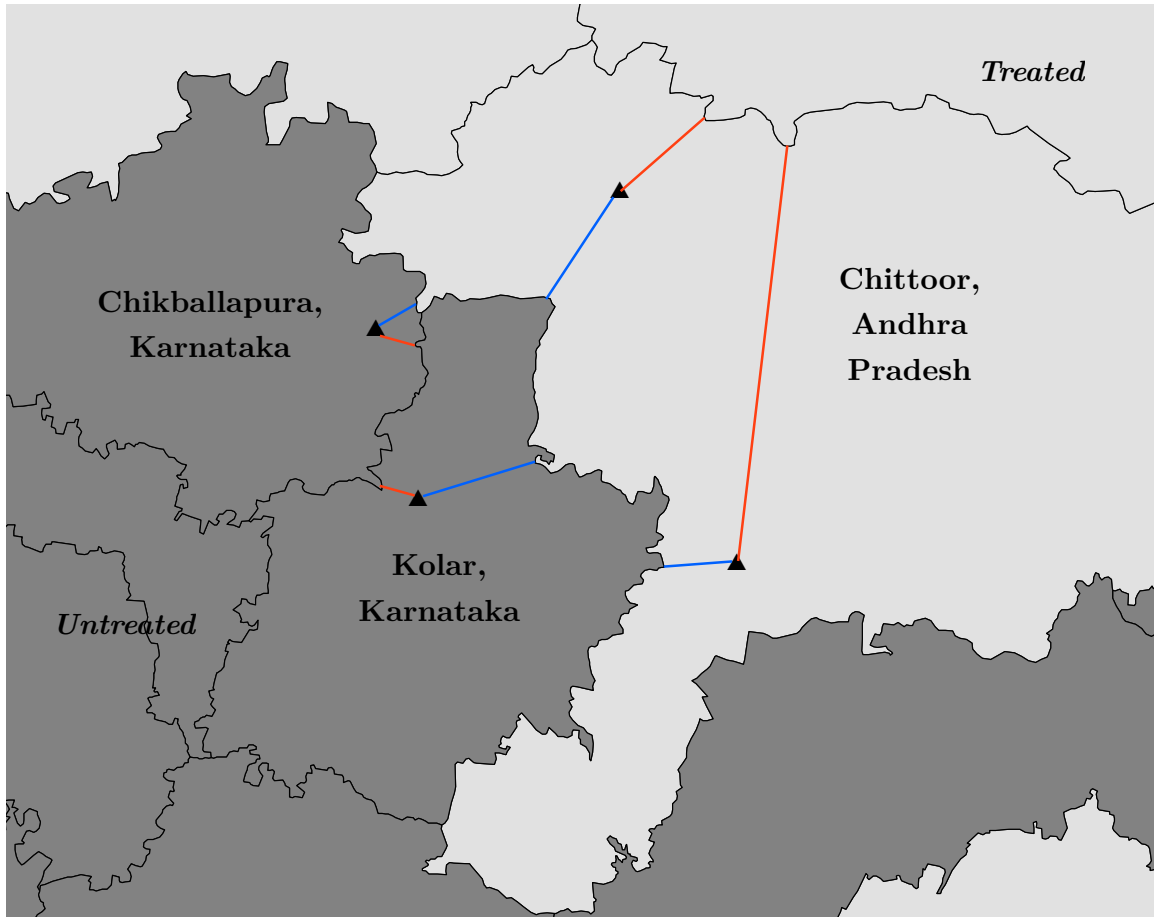 Treated
Chittoor,
Andhra
Pradesh
Chikballapura,
Karnataka
Kolar,
Karnataka
Untreated